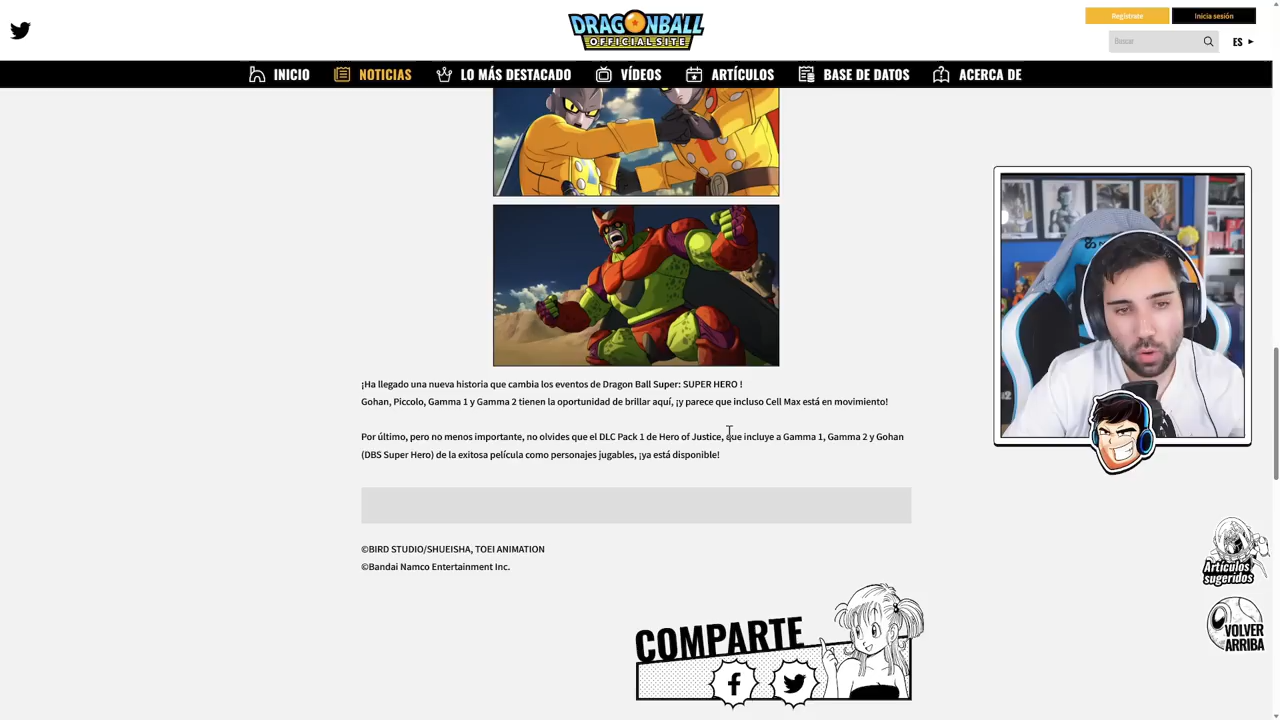 DRAGONBALL
OFFICIAL SITE
Regístrate
Inicia sesión
Buscar
ES
INICIO
NOTICIAS
LO MÁS DESTACADO
VÍDEOS
ARTÍCULOS
BASE DE DATOS
ACERCA DE
¡Ha llegado una nueva historia que cambia los eventos de Dragon Ball Super: SUPER HERO !
Gohan, Piccolo, Gamma 1 y Gamma 2 tienen la oportunidad de brillar aquí, ¡y parece que incluso Cell Max está en movimiento!
Por último, pero no menos importante, no olvides que el DLC Pack 1 de Hero of Justice, que incluye a Gamma 1, Gamma 2 y Gohan
(DBS Super Hero) de la exitosa película como personajes jugables, ¡ya está disponible!
©BIRD STUDIO/SHUEISHA, TOEI ANIMATION
©Bandai Namco Entertainment Inc.
Artículos
sugeridos
VOLVER
ARRIBA
COMPARTE